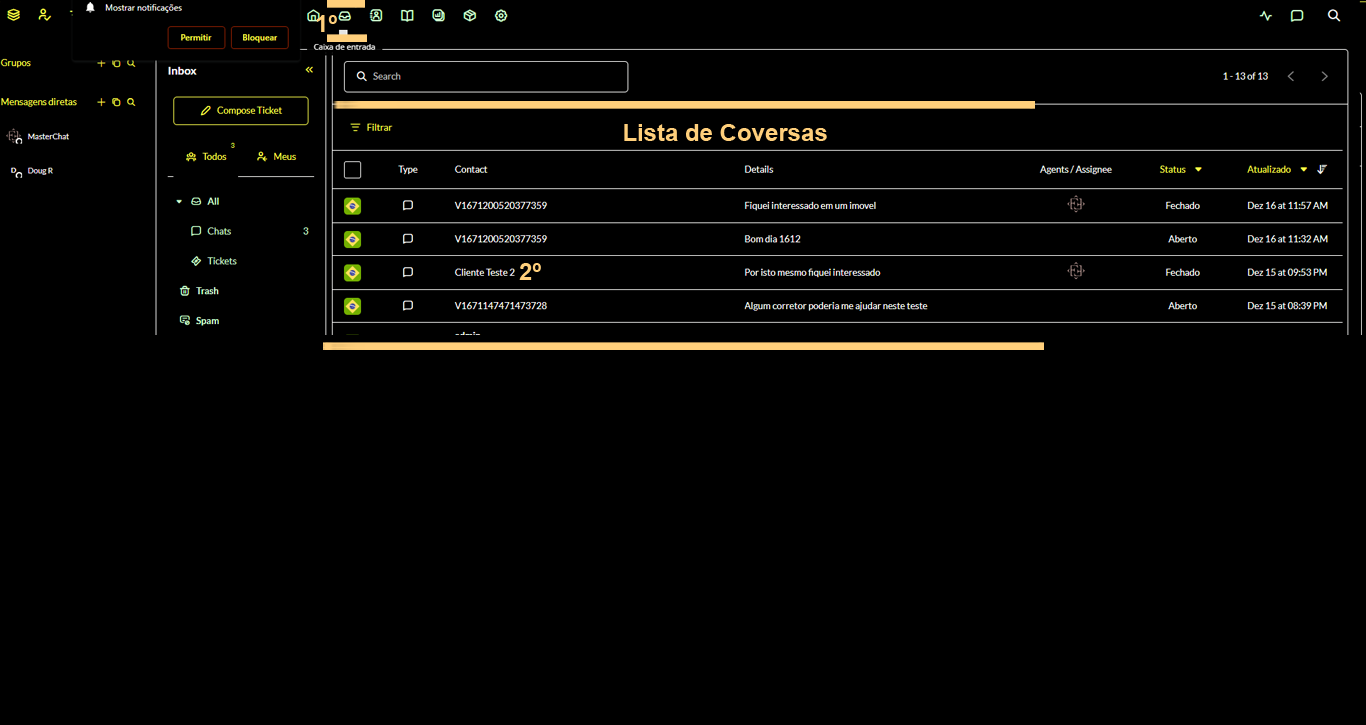 Mostrar notificações
Permitir
Bloquear
1º
Caixa de entrada
Grupos
Mensagens diretas
MasterChat
D
Doug R
Inbox
Compose Ticket
Todos
3
Meus
All
Chats
3
Tickets
Trash
Spam
Search
1 - 13 of 13
Filtrar
Lista de Coversas
Type Contact Details Agents / Assignee Status Atualizado
V1671200520377359 Fiquei interessado em um imovel Fechado Dez 16 at 11:57 AM
V1671200520377359 Bom dia 1612 Aberto Dez 16 at 11:32 AM
Cliente Teste 2 2º Por isto mesmo fiquei interessado Fechado Dez 15 at 09:53 PM
V1671147471473728 Algum corretor poderia me ajudar neste teste Aberto Dez 15 at 08:39 PM